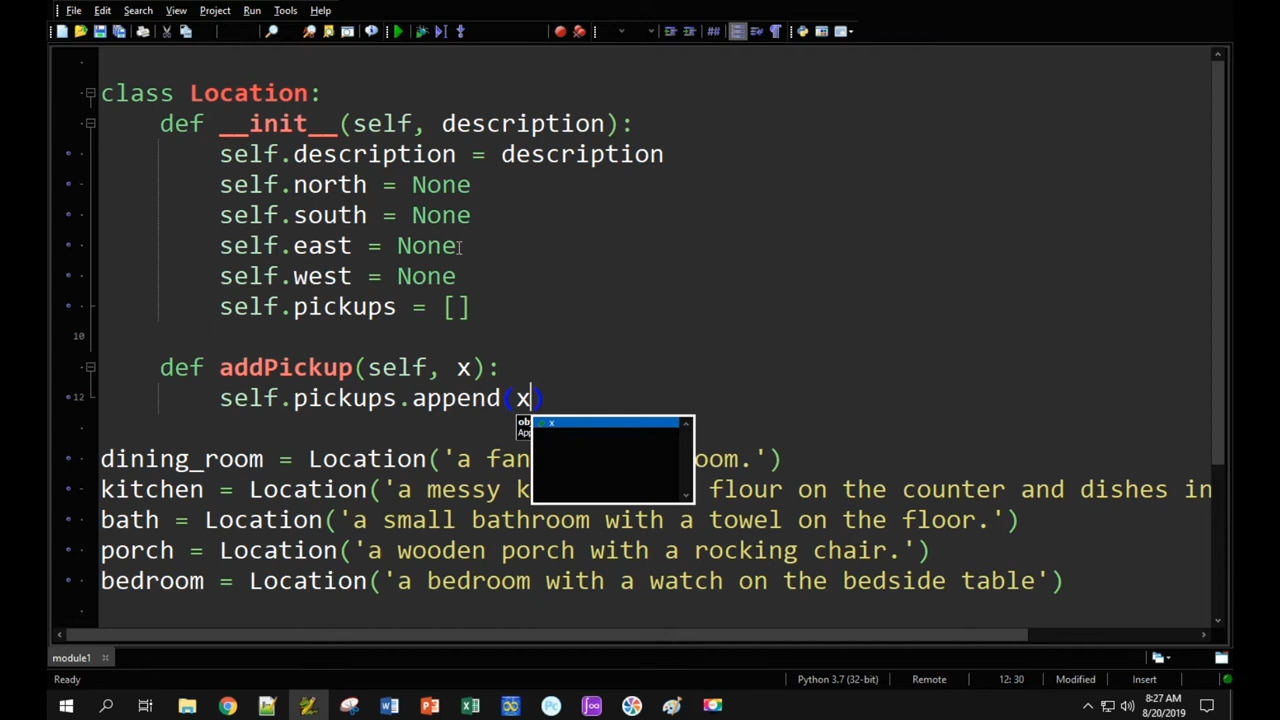 File Edit Search View Project Run Tools Help
class Location:
def __init__(self, description):
self.description = description
self.north = None
self.south = None
self.east = None
self.west = None
self.pickups = []
10
def addPickup(self, x):
12 self.pickups.append(x)
x
dining_room = Location('a oom.')
kitchen = Location('a messy flour on the counter and dishes in
bath = Location('a small bathroom with a towel on the floor.')
porch = Location('a wooden porch with a rocking chair.')
bedroom = Location('a bedroom with a watch on the bedside table')
module1
Ready Python 3.7 (32-bit) Remote 12: 30 Modified Insert
8:27 AM
8/20/2019